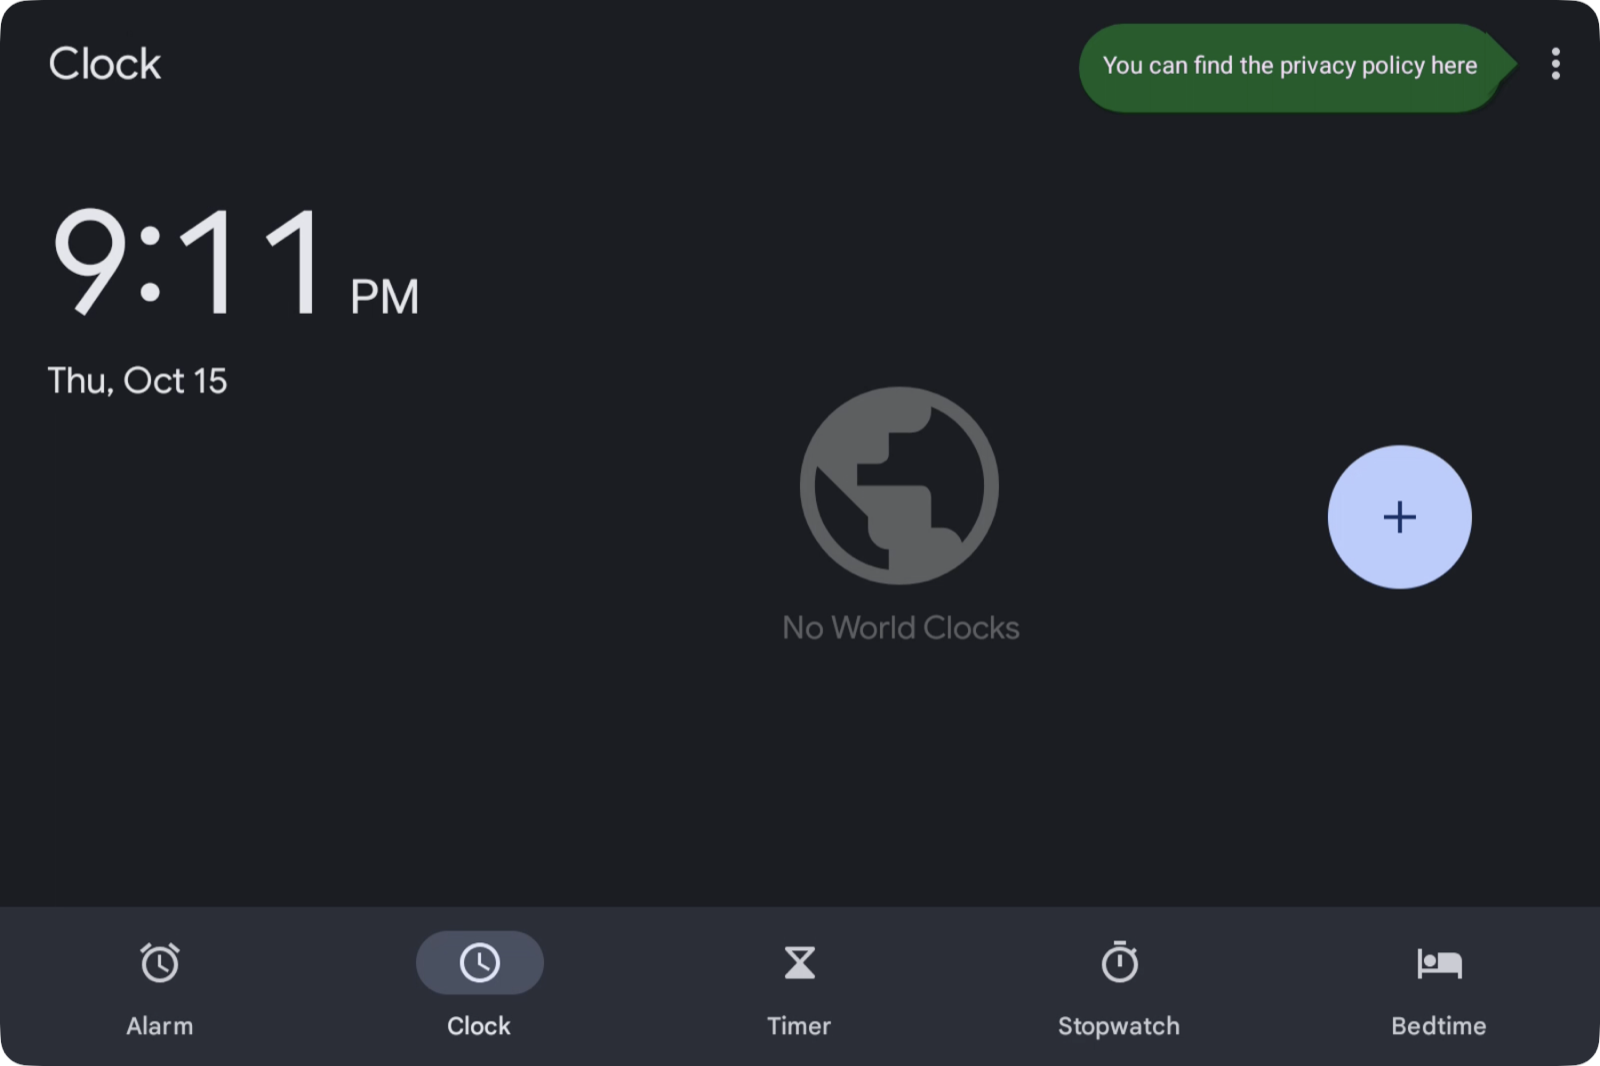 Clock
You can find the privacy policy here
9:11 PM
Thu, Oct 15
No World Clocks
Alarm
Clock
Timer
Stopwatch
Bedtime